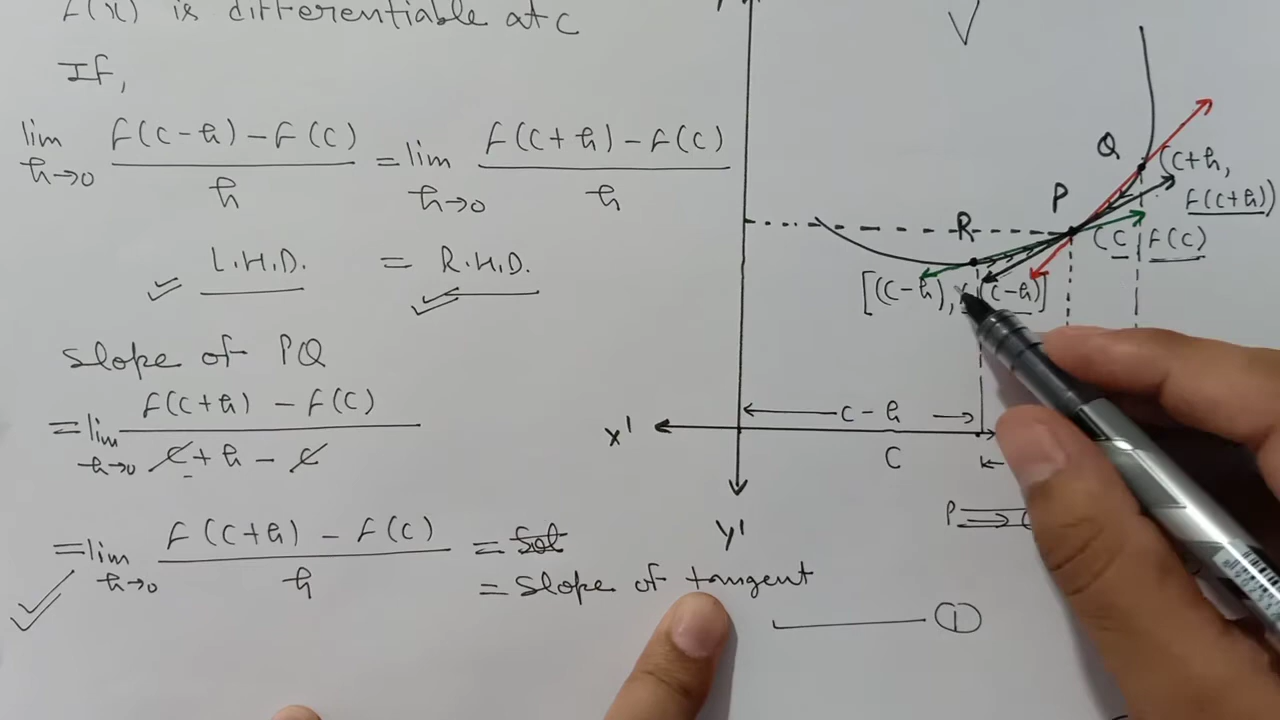 f(x) is differentiable at c
If,
lim h→0 f(c-h) - f(c) / h = lim h→0 f(c+h) - f(c) / h
L.H.D. = R.H.D.
slope of PQ
= lim h→0 f(c+h) - f(c) / c + h - c
= lim h→0 f(c+h) - f(c) / h =
= slope of tangent
①
Q
(c+h,
f(c+h))
P
R
(c f(c)
[(c-h), (c-h)]
c-h
x'
C
y'
P